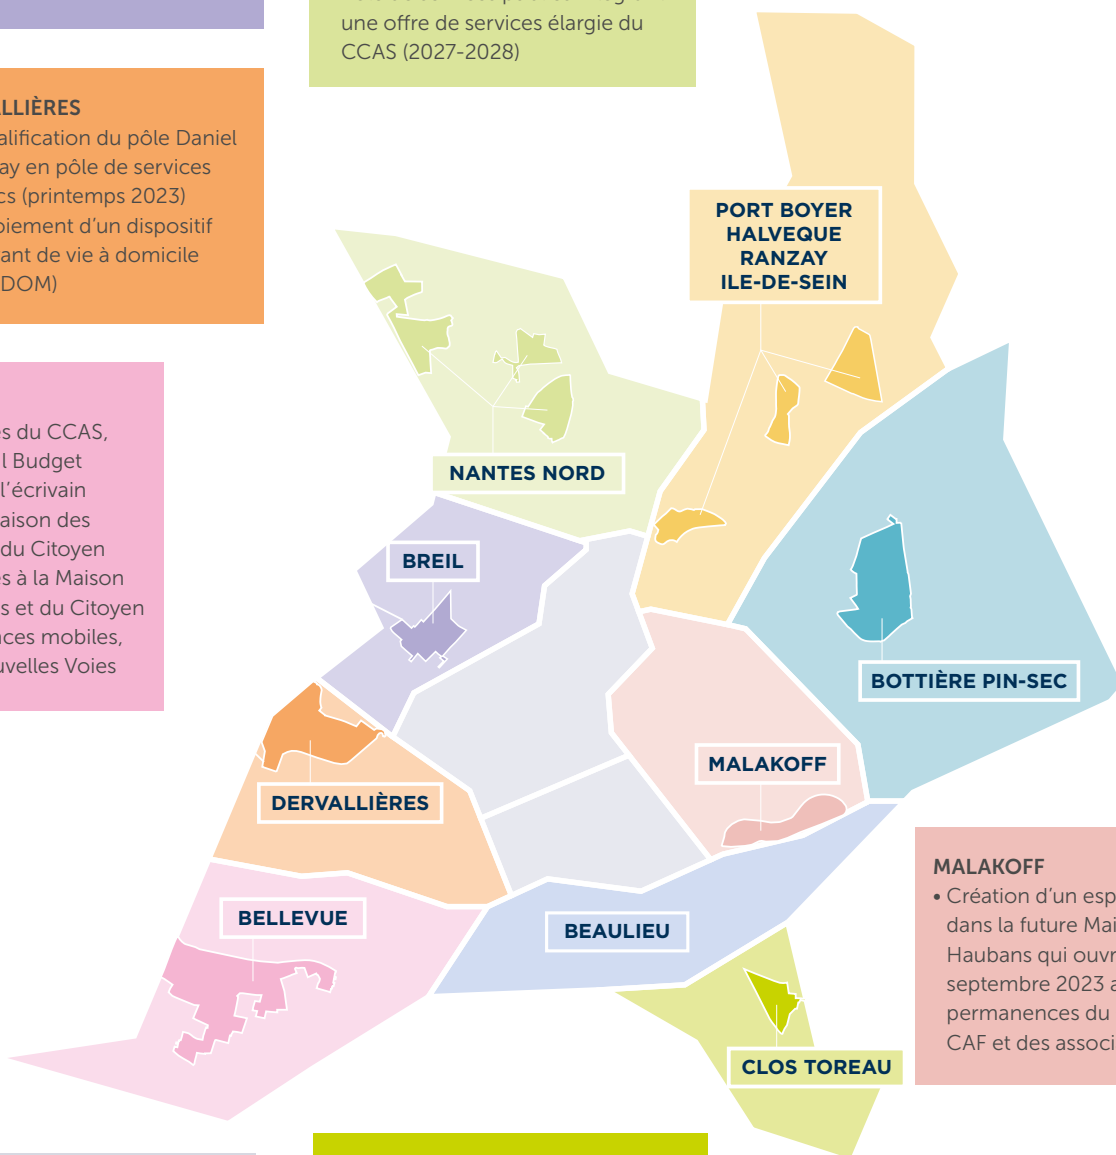 une offre de services élargie du
CCAS (2027-2028)
ALLIÈRES
alification du pôle Daniel
ay en pôle de services
cs (printemps 2023)
oiement d'un dispositif
ant de vie à domicile
DOM)
es du CCAS,
l Budget
l'écrivain
aison des
du Citoyen
es à la Maison
s et du Citoyen
nces mobiles,
uvelles Voies
PORT BOYER
HALVEQUE
RANZAY
ILE-DE-SEIN
NANTES NORD
BREIL
BOTTIÈRE PIN-SEC
MALAKOFF
DERVALLIÈRES
BELLEVUE
BEAULIEU
CLOS TOREAU
MALAKOFF
• Création d'un esp
dans la future Mai
Haubans qui ouvr
septembre 2023 a
permanences du
CAF et des associ